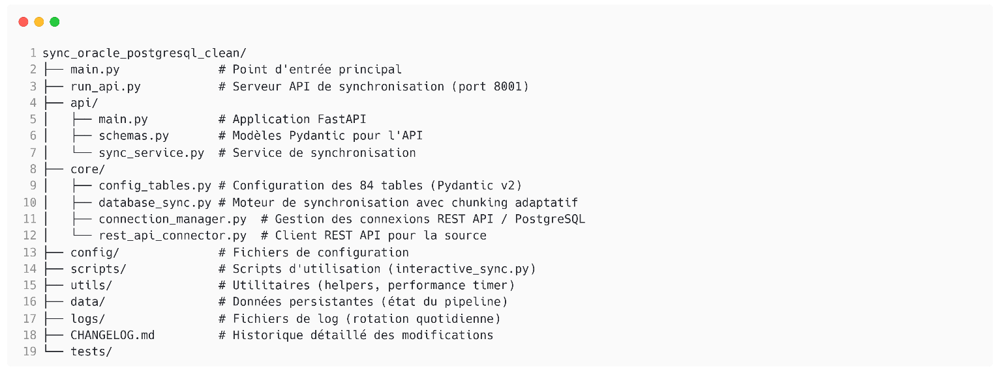 1 sync_oracle_postgresql_clean/
2 ├── main.py              # Point d'entrée principal
3 ├── run_api.py           # Serveur API de synchronisation (port 8001)
4 ├── api/
5 │   ├── main.py          # Application FastAPI
6 │   ├── schemas.py       # Modèles Pydantic pour l'API
7 │   └── sync_service.py  # Service de synchronisation
8 ├── core/
9 │   ├── config_tables.py # Configuration des 84 tables (Pydantic v2)
10 │   ├── database_sync.py # Moteur de synchronisation avec chunking adaptatif
11 │   ├── connection_manager.py  # Gestion des connexions REST API / PostgreSQL
12 │   └── rest_api_connector.py  # Client REST API pour la source
13 ├── config/              # Fichiers de configuration
14 ├── scripts/             # Scripts d'utilisation (interactive_sync.py)
15 ├── utils/               # Utilitaires (helpers, performance timer)
16 ├── data/                # Données persistantes (état du pipeline)
17 ├── logs/                # Fichiers de log (rotation quotidienne)
18 ├── CHANGELOG.md         # Historique détaillé des modifications
19 └── tests/